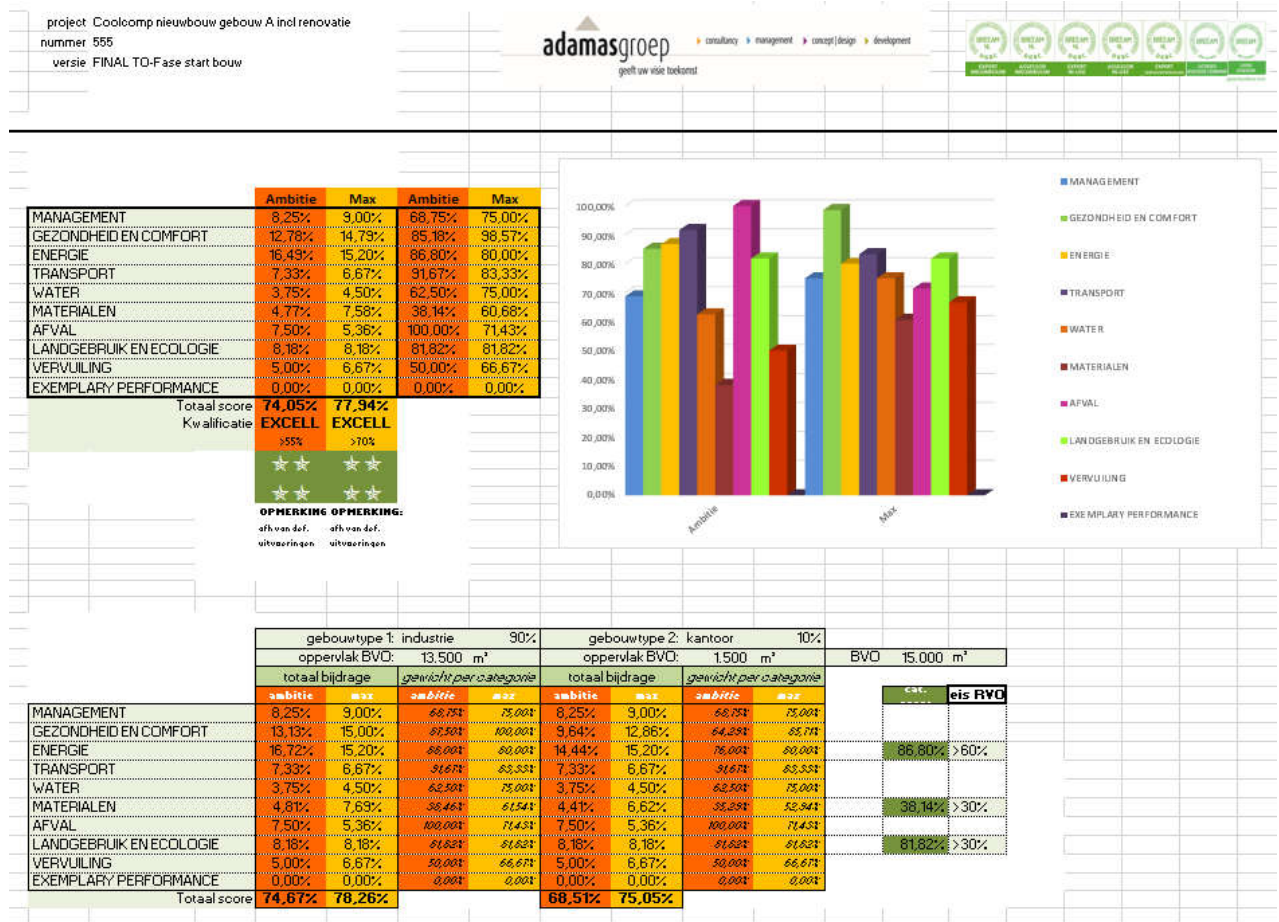 project Coolcomp nieuwbouw gebouw A incl renovatie
nummer 555
versie FINAL TO-Fase start bouw
adamasgroep
geeft uw visie toekomst
consultancy management concept|design development
Ambitie Max Ambitie Max
MANAGEMENT 8,25% 9,00% 68,75% 75,00%
GEZONDHEID EN COMFORT 12,78% 14,79% 85,18% 98,57%
ENERGIE 16,49% 15,20% 86,80% 80,00%
TRANSPORT 7,33% 6,67% 91,67% 83,33%
WATER 3,75% 4,50% 62,50% 75,00%
MATERIALEN 4,77% 7,58% 38,14% 60,68%
AFVAL 7,50% 5,36% 100,00% 71,43%
LANDGEBRUIK EN ECOLOGIE 8,18% 8,18% 81,82% 81,82%
VERVUILING 5,00% 6,67% 50,00% 66,67%
EXEMPLARY PERFORMANCE 0,00% 0,00% 0,00% 0,00%
Totaal score 74,05% 77,94%
Kwalificatie EXCELL EXCELL
>55% >70%
OPMERKING OPMERKING:
afh van def. afh van def.
uitvoeringen uitvoeringen
100,00%
90,00%
80,00%
70,00%
60,00%
50,00%
40,00%
30,00%
20,00%
10,00%
0,00%
Ambitie
Max
MANAGEMENT
GEZONDHEID EN COMFORT
ENERGIE
TRANSPORT
WATER
MATERIALEN
AFVAL
LANDGEBRUIK EN ECOLOGIE
VERVUILING
EXEMPLARY PERFORMANCE
gebouwtype 1: industrie 90% gebouwtype 2: kantoor 10%
oppervlak BVO: 13.500 m² oppervlak BVO: 1.500 m² BVO 15.000 m²
totaal bijdrage gewicht per categorie totaal bijdrage gewicht per categorie
ambitie max ambitie max ambitie max ambitie max cat. eis RVO
MANAGEMENT 8,25% 9,00% 68,75% 75,00% 8,25% 9,00% 68,75% 75,00%
GEZONDHEID EN COMFORT 13,13% 15,00% 87,50% 100,00% 9,64% 12,86% 64,29% 85,71%
ENERGIE 16,72% 15,20% 88,00% 80,00% 14,44% 15,20% 76,00% 80,00% 86,80% >60%
TRANSPORT 7,33% 6,67% 91,67% 83,33% 7,33% 6,67% 91,67% 83,33%
WATER 3,75% 4,50% 62,50% 75,00% 3,75% 4,50% 62,50% 75,00%
MATERIALEN 4,81% 7,69% 38,46% 61,54% 4,41% 6,62% 35,29% 52,94% 38,14% >30%
AFVAL 7,50% 5,36% 100,00% 71,43% 7,50% 5,36% 100,00% 71,43%
LANDGEBRUIK EN ECOLOGIE 8,18% 8,18% 81,82% 81,82% 8,18% 8,18% 81,82% 81,82% 81,82% >30%
VERVUILING 5,00% 6,67% 50,00% 66,67% 5,00% 6,67% 50,00% 66,67%
EXEMPLARY PERFORMANCE 0,00% 0,00% 0,00% 0,00% 0,00% 0,00% 0,00% 0,00%
Totaal score 74,67% 78,26% 68,51% 75,05%